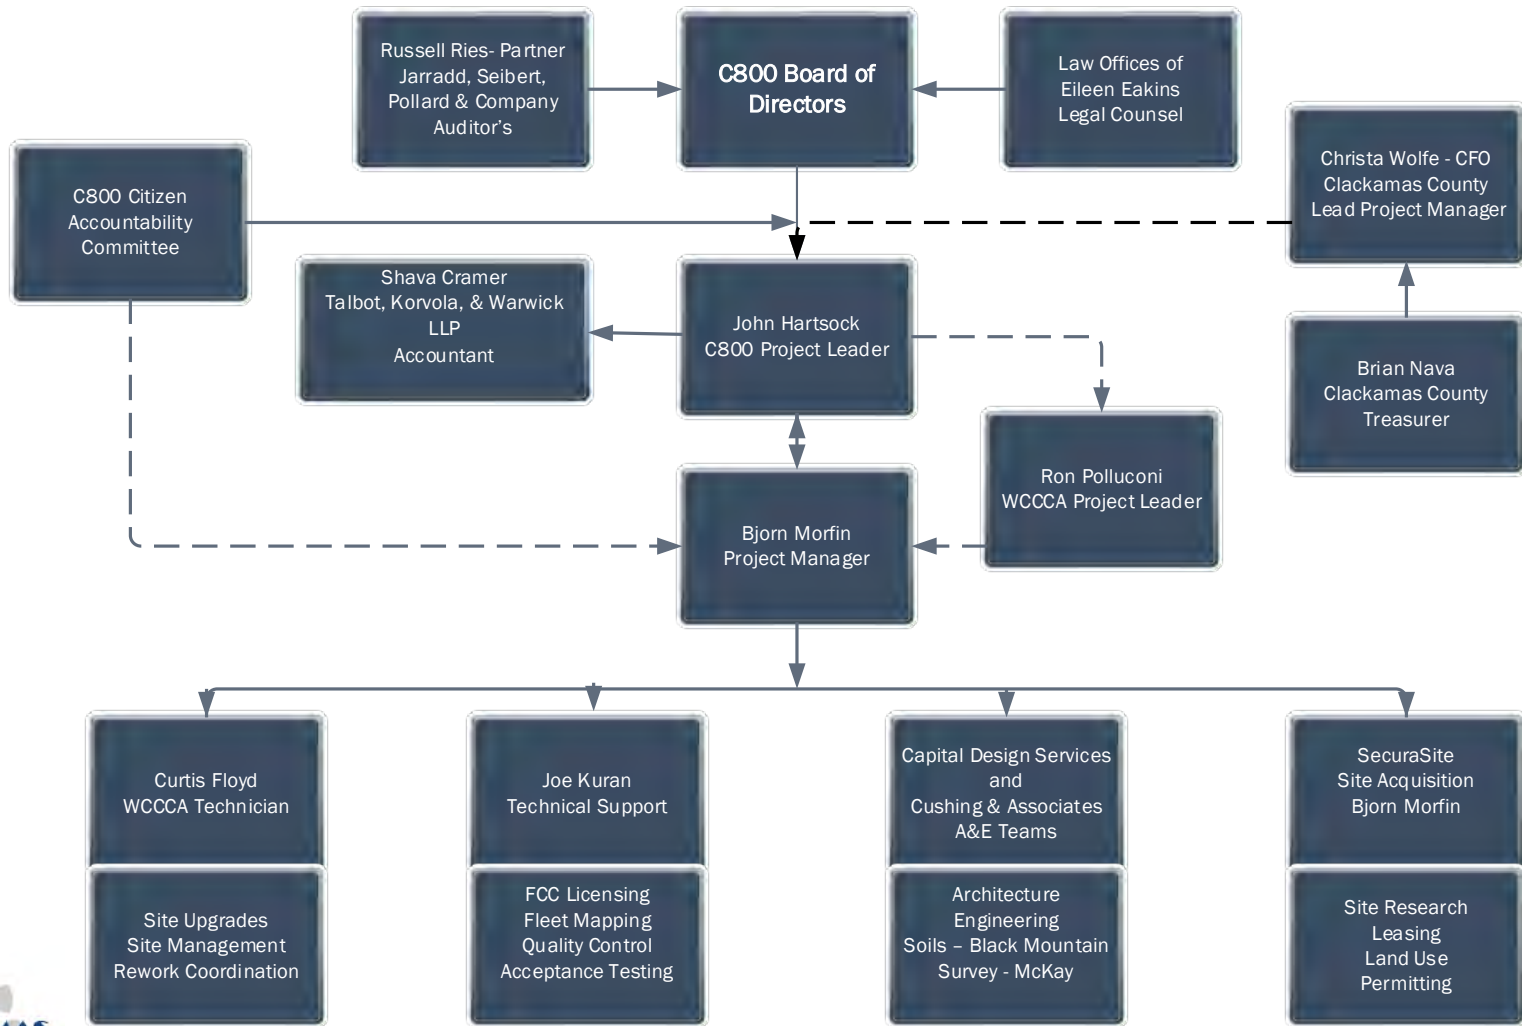 Russell Ries- Partner
Jarradd, Seibert,
Pollard & Company
Auditor's
C800 Board of
Directors
Law Offices of
Eileen Eakins
Legal Counsel
Christa Wolfe - CFO
Clackamas County
Lead Project Manager
C800 Citizen
Accountability
Committee
Shava Cramer
Talbot, Korvola, & Warwick
LLP
Accountant
John Hartsock
C800 Project Leader
Brian Nava
Clackamas County
Treasurer
Ron Polluconi
WCCCA Project Leader
Bjorn Morfin
Project Manager
Curtis Floyd
WCCCA Technician
Joe Kuran
Technical Support
Capital Design Services
and
Cushing & Associates
A&E Teams
SecuraSite
Site Acquisition
Bjorn Morfin
Site Upgrades
Site Management
Rework Coordination
FCC Licensing
Fleet Mapping
Quality Control
Acceptance Testing
Architecture
Engineering
Soils – Black Mountain
Survey - McKay
Site Research
Leasing
Land Use
Permitting